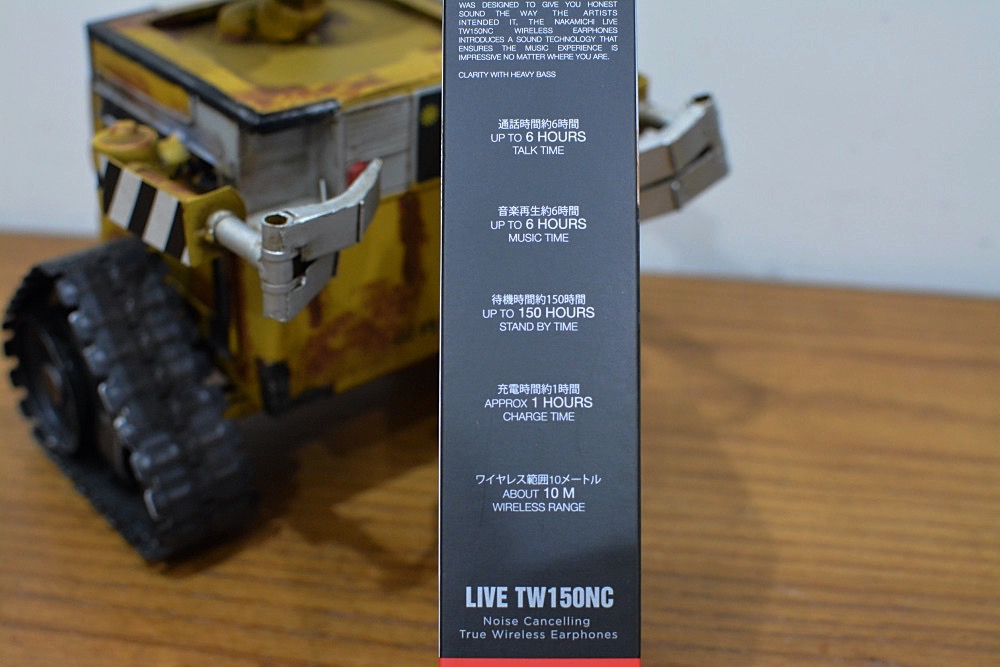 WAS DESIGNED TO GIVE YOU HONEST
SOUND THE WAY THE ARTISTS
INTENDED IT, THE NAKAMICHI LIVE
TW150NC WIRELESS EARPHONES
INTRODUCES A SOUND TECHNOLOGY THAT
ENSURES THE MUSIC EXPERIENCE IS
IMPRESSIVE NO MATTER WHERE YOU ARE.
CLARITY WITH HEAVY BASS
通話時間約6時間
UP TO 6 HOURS
TALK TIME
音楽再生約6時間
UP TO 6 HOURS
MUSIC TIME
待機時間約150時間
UP TO 150 HOURS
STAND BY TIME
充電時間約1時間
APPROX 1 HOURS
CHARGE TIME
ワイヤレス範囲10メートル
ABOUT 10 M
WIRELESS RANGE
LIVE TW150NC
Noise Cancelling
True Wireless Earphones